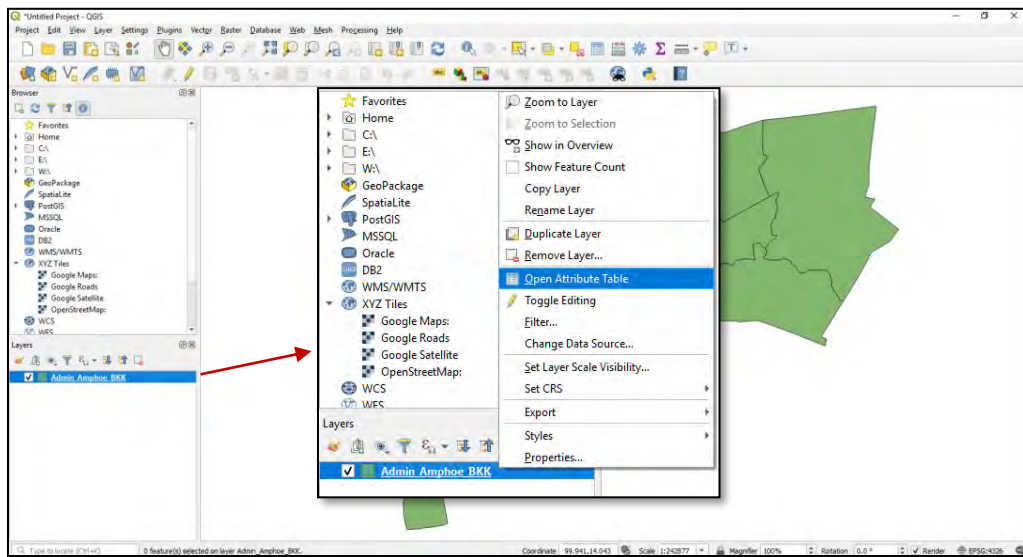 *Untitled Project - QGIS
Project Edit View Layer Settings Plugins Vector Raster Database Web Mesh Processing Help
Browser
Favorites
Home
C:\
E:\
W:\
GeoPackage
SpatiaLite
PostGIS
MSSQL
Oracle
DB2
WMS/WMTS
XYZ Tiles
Google Maps:
Google Roads
Google Satellite
OpenStreetMap:
WCS
WFS
Layers
Admin_Amphoe_BKK
Favorites
Home
C:\
E:\
W:\
GeoPackage
SpatiaLite
PostGIS
MSSQL
Oracle
DB2
WMS/WMTS
XYZ Tiles
Google Maps:
Google Roads
Google Satellite
OpenStreetMap:
WCS
WFS
Layers
Admin_Amphoe_BKK
Zoom to Layer
Zoom to Selection
Show in Overview
Show Feature Count
Copy Layer
Rename Layer
Duplicate Layer
Remove Layer...
Open Attribute Table
Toggle Editing
Filter...
Change Data Source...
Set Layer Scale Visibility...
Set CRS
Export
Styles
Properties...
Type to locate (Ctrl+K) 0 feature(s) selected on layer Admin_Amphoe_BKK. Coordinate 99.941,14.043 Scale 1:242877 Magnifier 100% Rotation 0.0 ° Render EPSG:4326